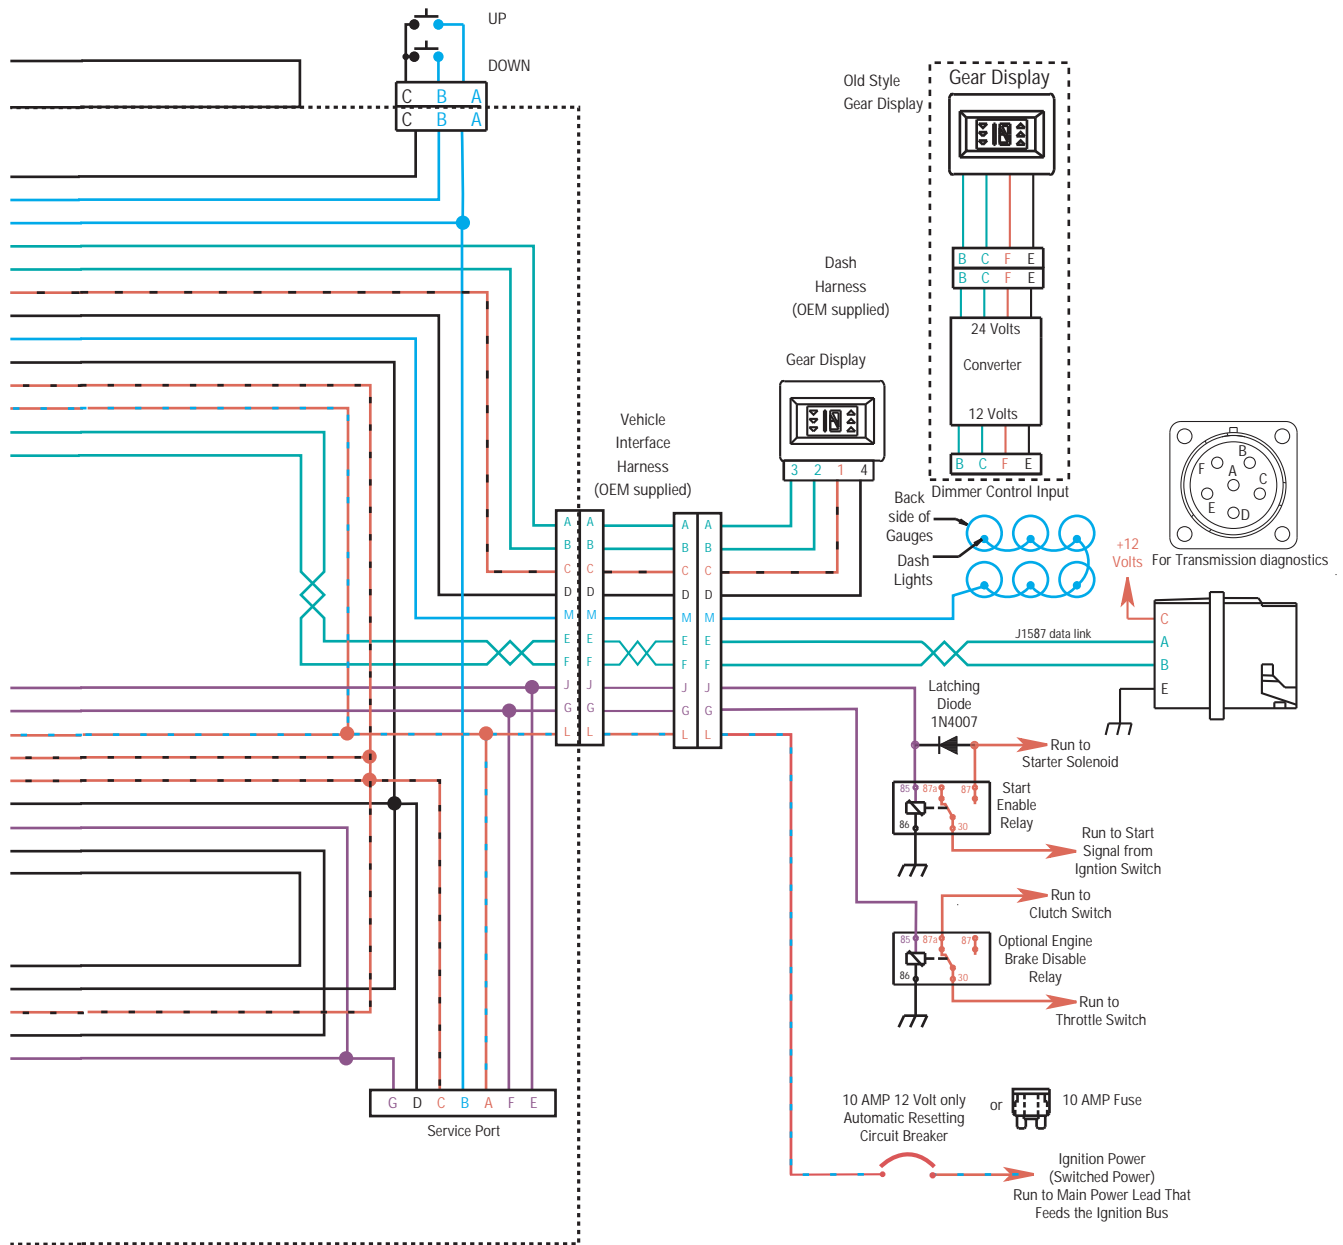 UP
DOWN
C B A
C B A
Old Style
Gear Display
Gear Display
B C F E
B C F E
24 Volts
Converter
12 Volts
B C F E
Dimmer Control Input
Dash
Harness
(OEM supplied)
Gear Display
3 2 1 4
Vehicle
Interface
Harness
(OEM supplied)
Back
side of
Gauges
Dash
Lights
+12
Volts
F B A C E D
For Transmission diagnostics
A A A A
B B B B
C C C C
D D D D
M M M M
E E E E
F F F F
J J J J
G G G G
L L L L
J1587 data link
C
A
B
E
Latching
Diode
1N4007
Run to
Starter Solenoid
85 87a 87
86 30
Start
Enable
Relay
Run to Start
Signal from
Igntion Switch
Run to
Clutch Switch
85 87a 87
86 30
Optional Engine
Brake Disable
Relay
Run to
Throttle Switch
G D C B A F E
Service Port
10 AMP 12 Volt only
Automatic Resetting
Circuit Breaker
or
10 AMP Fuse
Ignition Power
(Switched Power)
Run to Main Power Lead That
Feeds the Ignition Bus